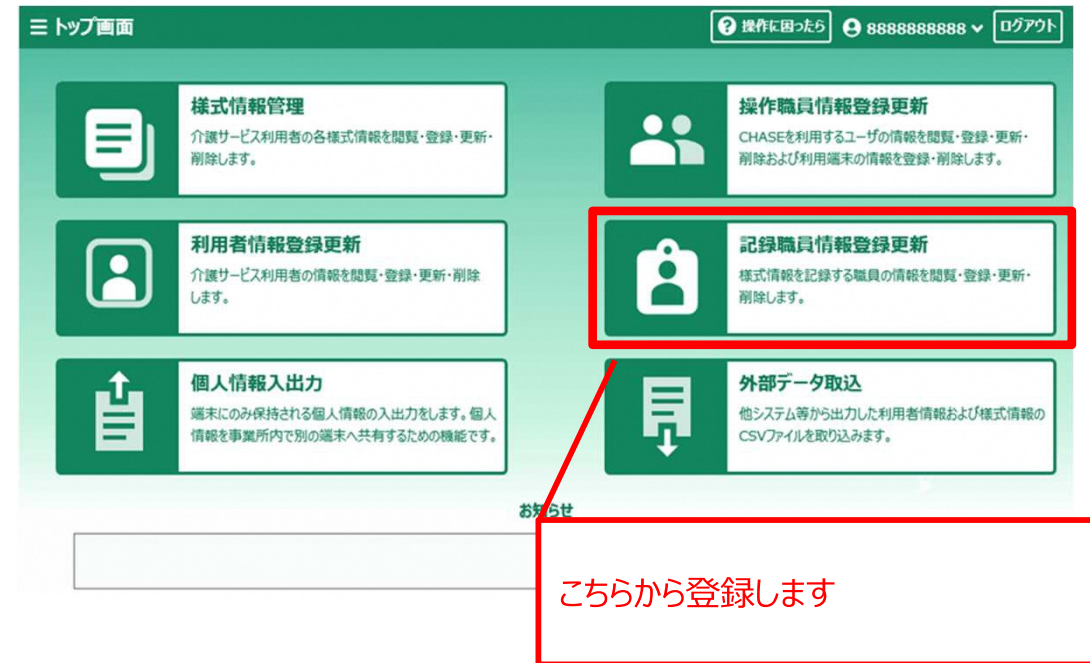 ☰ トップ画面
? 操作に困ったら
8888888888
ログアウト
様式情報管理
介護サービス利用者の各様式情報を閲覧・登録・更新・
削除します。
操作職員情報登録更新
CHASEを利用するユーザの情報を閲覧・登録・更新・
削除および利用端末の情報を登録・削除します。
利用者情報登録更新
介護サービス利用者の情報を閲覧・登録・更新・削除
します。
記録職員情報登録更新
様式情報を記録する職員の情報を閲覧・登録・更新・
削除します。
個人情報入出力
端末にのみ保持される個人情報の入出力をします。個人
情報を事業所内で別の端末へ共有するための機能です。
外部データ取込
他システム等から出力した利用者情報および様式情報の
CSVファイルを取り込みます。
お知らせ
こちらから登録します